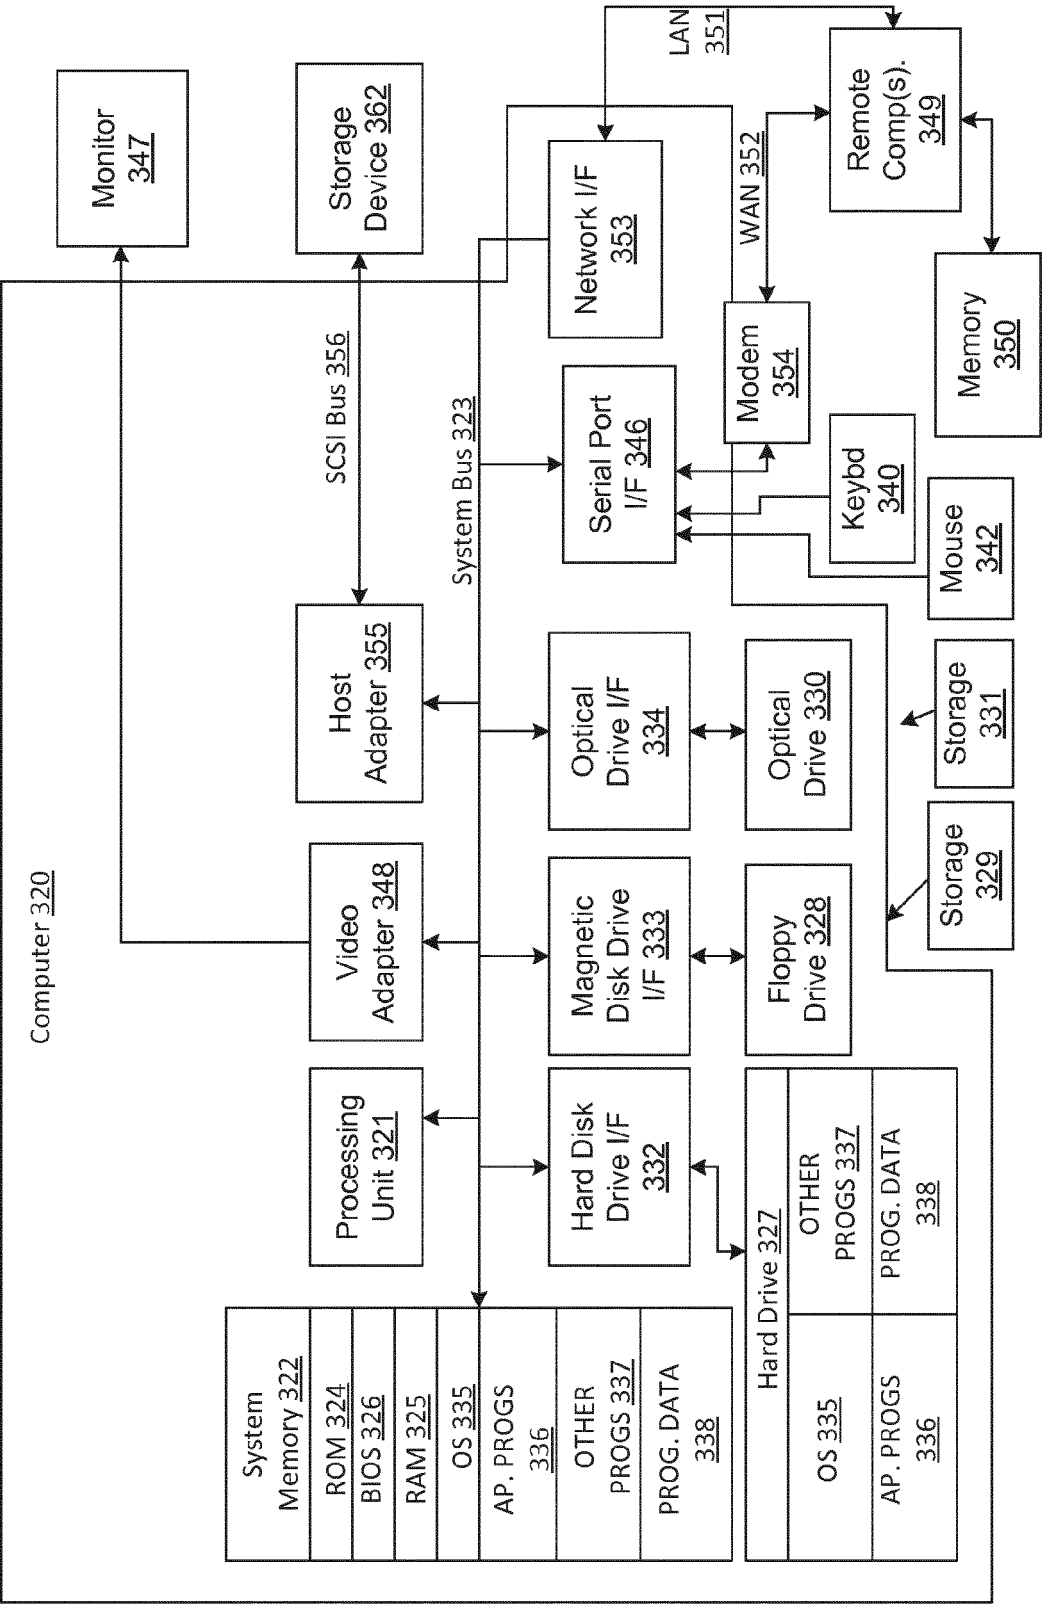 Computer 320
Monitor
347
Storage
Device 362
SCSI Bus 356
System
Memory 322
ROM 324
BIOS 326
RAM 325
OS 335
AP. PROGS
336
OTHER
PROGS 337
PROG. DATA
338
Processing
Unit 321
Video
Adapter 348
Host
Adapter 355
System Bus 323
Hard Disk
Drive I/F
332
Magnetic
Disk Drive
I/F 333
Optical
Drive I/F
334
Serial Port
I/F 346
Network I/F
353
LAN
351
Hard Drive 327
OS 335
OTHER
PROGS 337
AP. PROGS
336
PROG. DATA
338
Floppy
Drive 328
Optical
Drive 330
Modem
354
WAN 352
Remote
Comp(s).
349
Keybd
340
Storage
329
Storage
331
Mouse
342
Memory
350